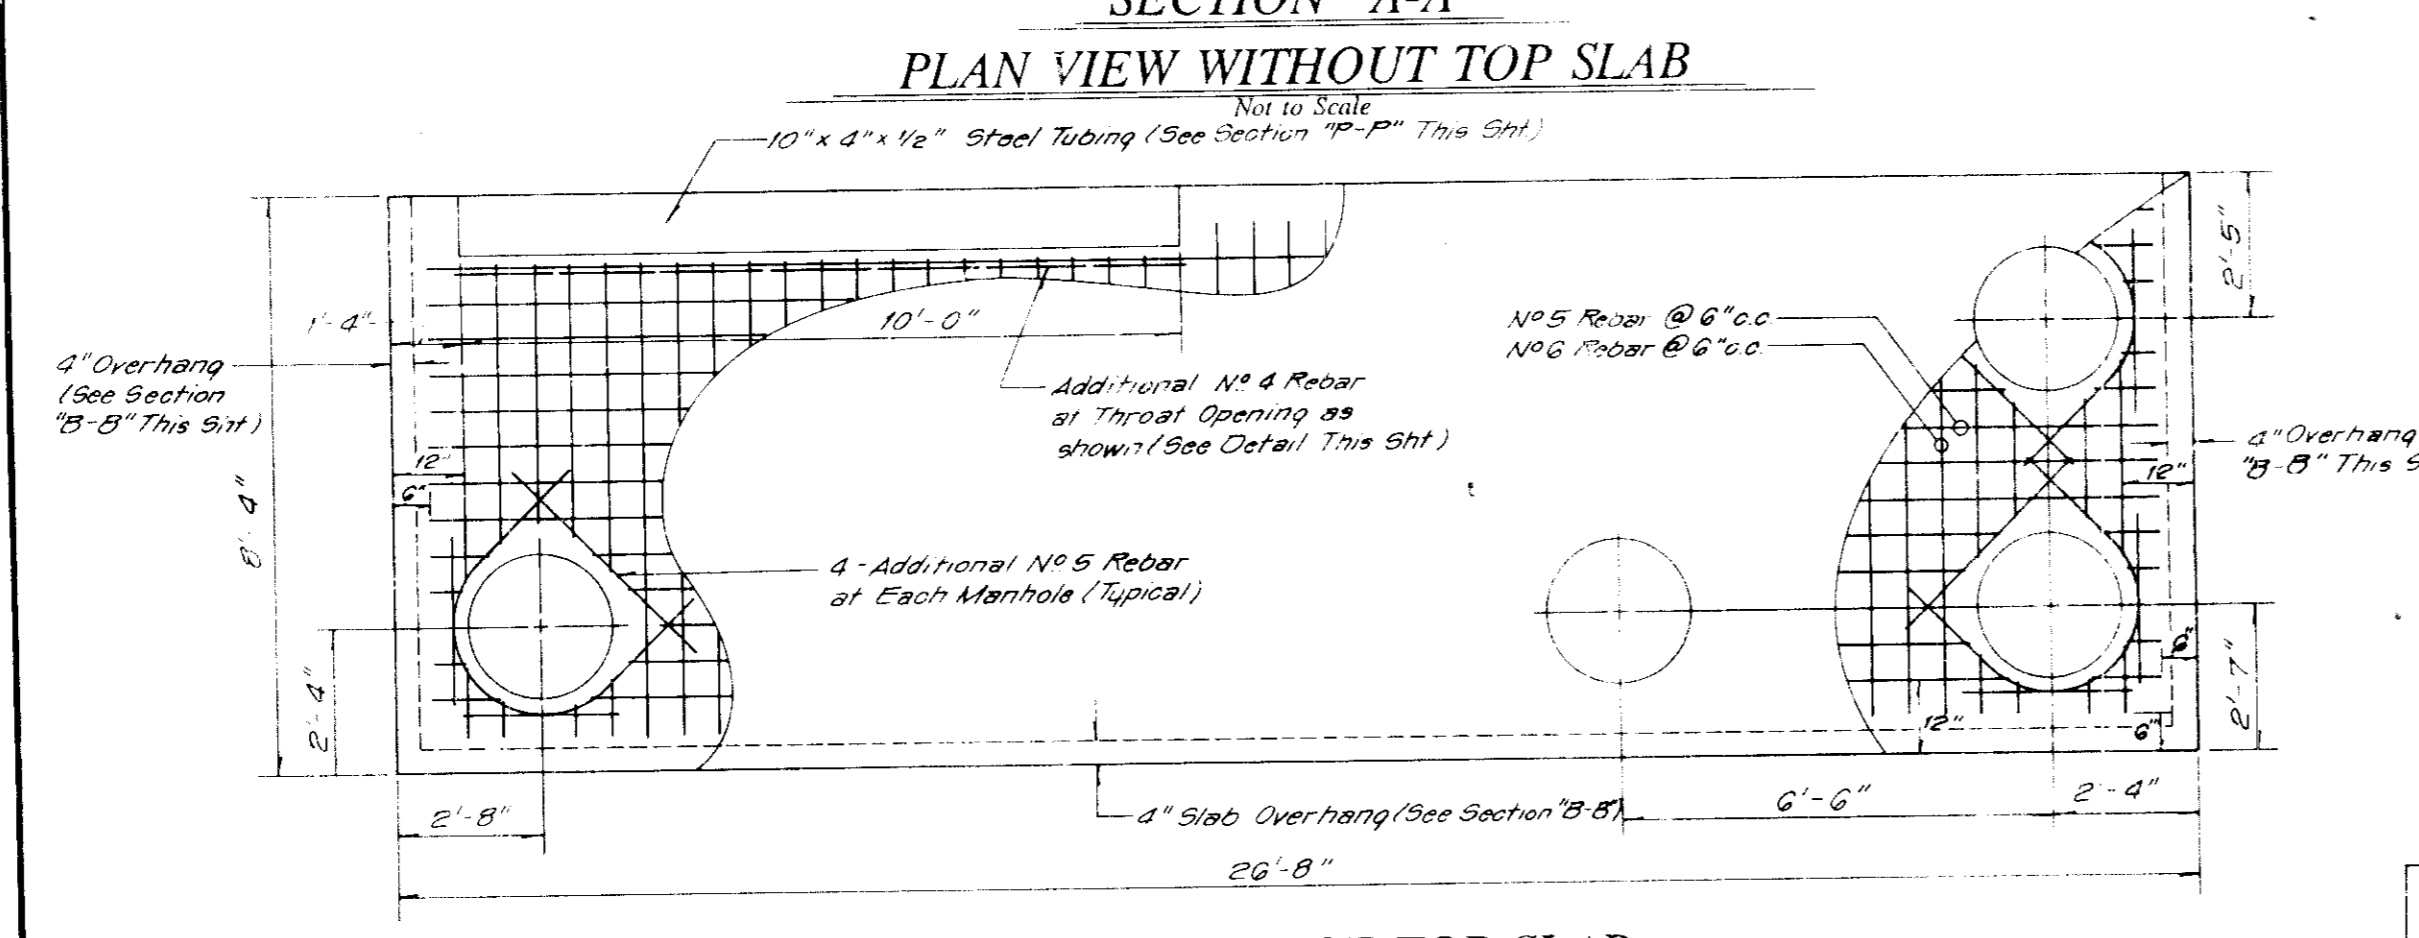 SECTION "A-A"
PLAN VIEW WITHOUT TOP SLAB
Not to Scale
10" x 4" x 1/2" Steel Tubing (See Section "P-P" This Sht.)
2'-5"
1'-4"
10'-0"
No 5 Rebar @ 6" c.c.
No 6 Rebar @ 6" c.c.
4" Overhang
(See Section
"B-B" This Sht)
Additional No 4 Rebar
at Throat Opening as
shown (See Detail This Sht)
4" Overhang
"B-B" This S
12"
12"
6"
8'-4"
4 - Additional No 5 Rebar
at Each Manhole (Typical)
6"
2'-4"
2'-7"
12"
6"
2'-8"
4" Slab Overhang (See Section "B-B")
6'-6"
2'-4"
26'-8"
TOP SLAB